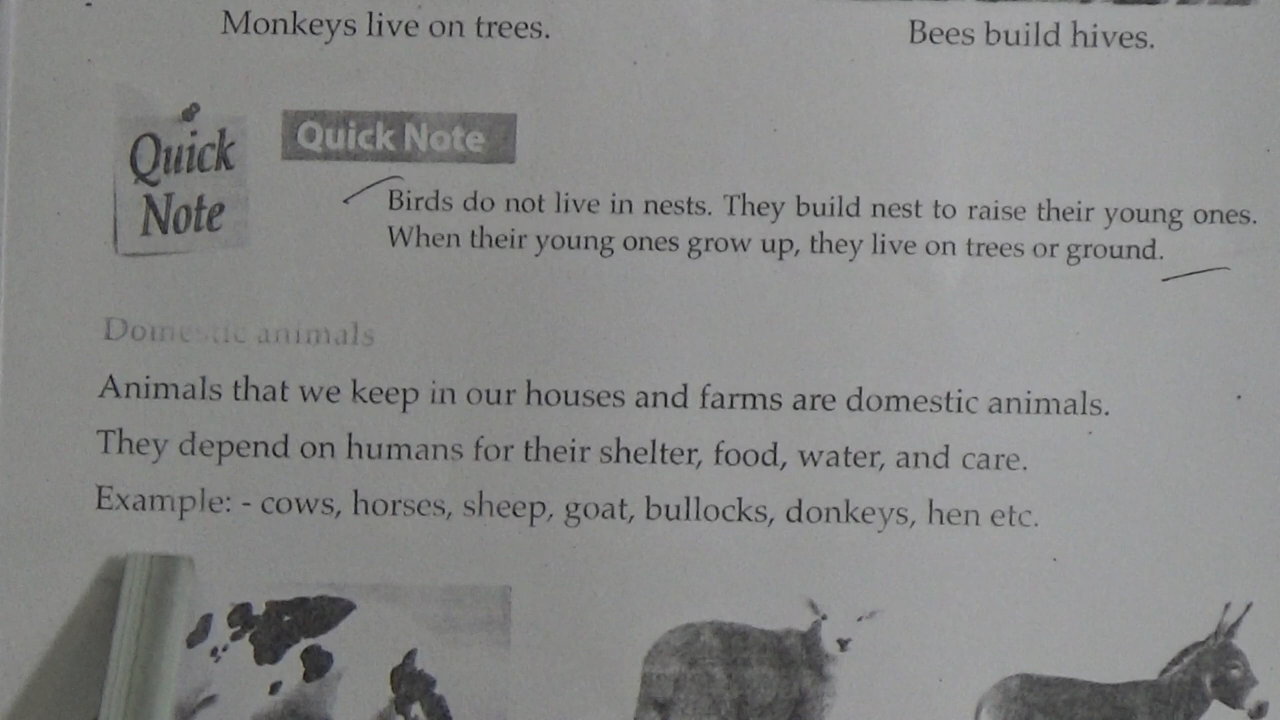 Monkeys live on trees.
Bees build hives.
Quick
Note
Quick Note
Birds do not live in nests. They build nest to raise their young ones.
When their young ones grow up, they live on trees or ground.
Domestic animals
Animals that we keep in our houses and farms are domestic animals.
They depend on humans for their shelter, food, water, and care.
Example: - cows, horses, sheep, goat, bullocks, donkeys, hen etc.